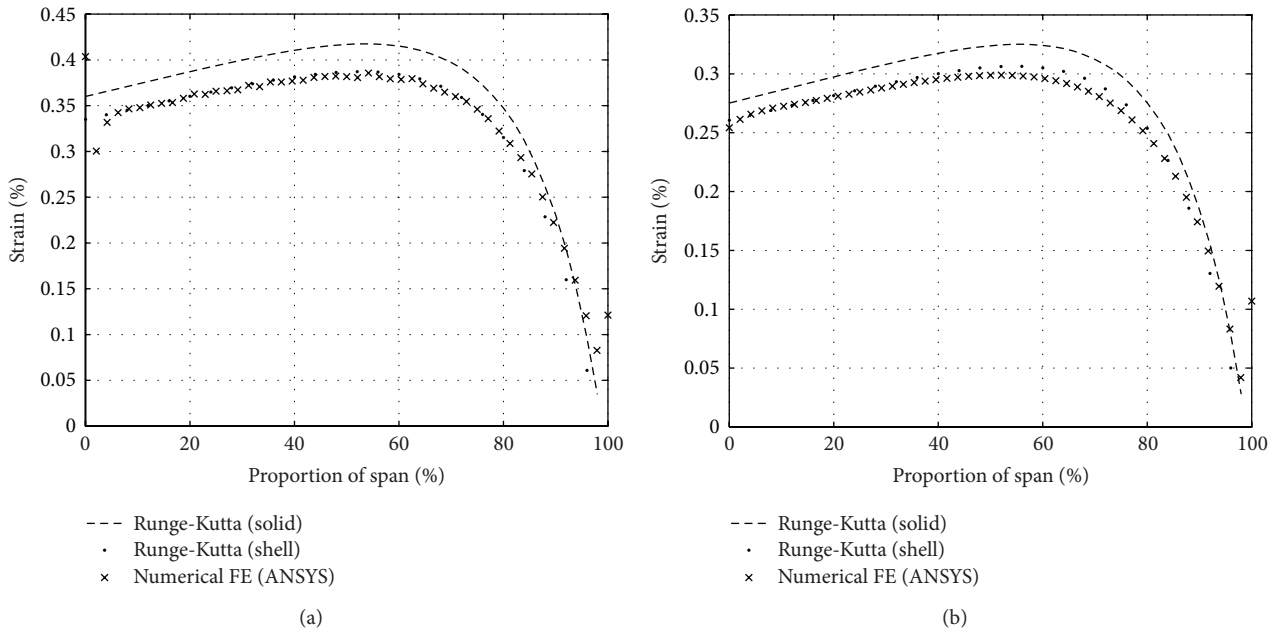 0.45
0.4
0.35
0.3
0.25
0.2
0.15
0.1
0.05
0
Strain (%)
0 20 40 60 80 100
Proportion of span (%)
Runge-Kutta (solid)
Runge-Kutta (shell)
Numerical FE (ANSYS)
(a)
0.35
0.3
0.25
0.2
0.15
0.1
0.05
0
Strain (%)
0 20 40 60 80 100
Proportion of span (%)
Runge-Kutta (solid)
Runge-Kutta (shell)
Numerical FE (ANSYS)
(b)